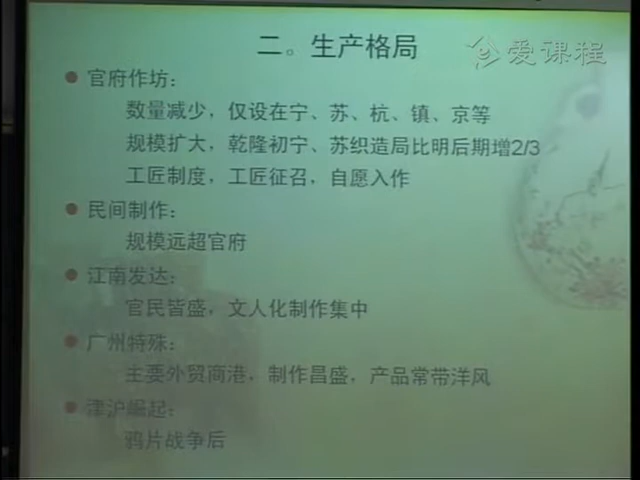 二。生产格局
爱课程
官府作坊：
数量减少，仅设在宁、苏、杭、镇、京等
规模扩大，乾隆初宁、苏织造局比明后期增2/3
工匠制度，工匠征召，自愿入作
民间制作：
规模远超官府
江南发达：
官民皆盛，文人化制作集中
广州特殊：
主要外贸商港，制作昌盛，产品常带洋风
津沪崛起：
鸦片战争后